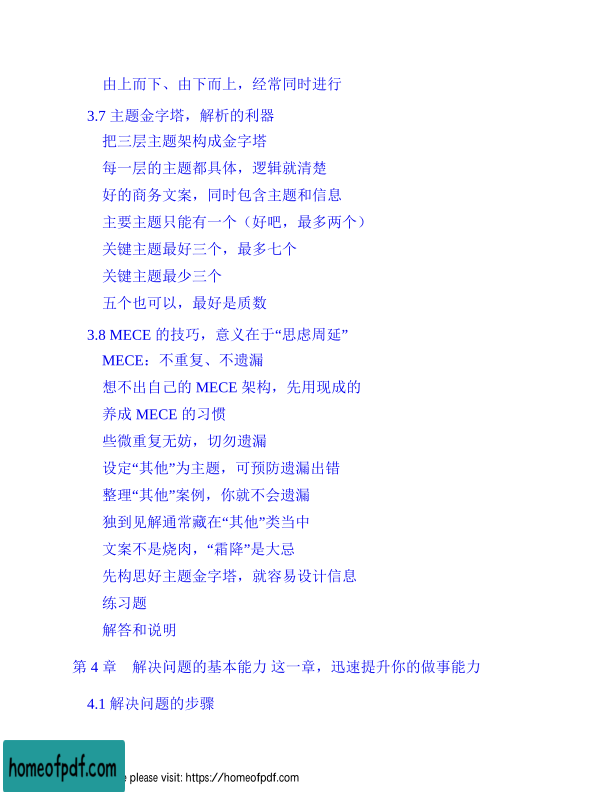 由上而下、由下而上，经常同时进行
3.7 主题金字塔，解析的利器
把三层主题架构成金字塔
每一层的主题都具体，逻辑就清楚
好的商务文案，同时包含主题和信息
主要主题只能有一个（好吧，最多两个）
关键主题最好三个，最多七个
关键主题最少三个
五个也可以，最好是质数
3.8 MECE 的技巧，意义在于“思虑周延”
MECE：不重复、不遗漏
想不出自己的 MECE 架构，先用现成的
养成 MECE 的习惯
些微重复无妨，切勿遗漏
设定“其他”为主题，可预防遗漏出错
整理“其他”案例，你就不会遗漏
独到见解通常藏在“其他”类当中
文案不是烧肉，“霜降”是大忌
先构思好主题金字塔，就容易设计信息
练习题
解答和说明
第 4 章　解决问题的基本能力 这一章，迅速提升你的做事能力
4.1 解决问题的步骤
homeofpdf.com
please visit: https://homeofpdf.com